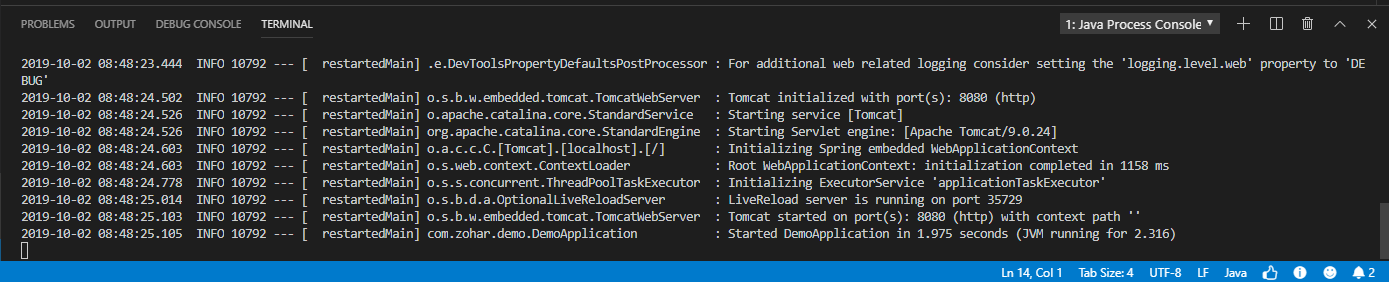 PROBLEMS OUTPUT DEBUG CONSOLE TERMINAL 1: Java Process Console
2019-10-02 08:48:23.444  INFO 10792 --- [  restartedMain] .e.DevToolsPropertyDefaultsPostProcessor : For additional web related logging consider setting the 'logging.level.web' property to 'DE
BUG'
2019-10-02 08:48:24.502  INFO 10792 --- [  restartedMain] o.s.b.w.embedded.tomcat.TomcatWebServer  : Tomcat initialized with port(s): 8080 (http)
2019-10-02 08:48:24.526  INFO 10792 --- [  restartedMain] o.apache.catalina.core.StandardService   : Starting service [Tomcat]
2019-10-02 08:48:24.526  INFO 10792 --- [  restartedMain] org.apache.catalina.core.StandardEngine  : Starting Servlet engine: [Apache Tomcat/9.0.24]
2019-10-02 08:48:24.603  INFO 10792 --- [  restartedMain] o.a.c.c.C.[Tomcat].[localhost].[/]       : Initializing Spring embedded WebApplicationContext
2019-10-02 08:48:24.603  INFO 10792 --- [  restartedMain] o.s.web.context.ContextLoader            : Root WebApplicationContext: initialization completed in 1158 ms
2019-10-02 08:48:24.778  INFO 10792 --- [  restartedMain] o.s.s.concurrent.ThreadPoolTaskExecutor  : Initializing ExecutorService 'applicationTaskExecutor'
2019-10-02 08:48:25.014  INFO 10792 --- [  restartedMain] o.s.b.d.a.OptionalLiveReloadServer       : LiveReload server is running on port 35729
2019-10-02 08:48:25.103  INFO 10792 --- [  restartedMain] o.s.b.w.embedded.tomcat.TomcatWebServer  : Tomcat started on port(s): 8080 (http) with context path ''
2019-10-02 08:48:25.105  INFO 10792 --- [  restartedMain] com.zohar.demo.DemoApplication           : Started DemoApplication in 1.975 seconds (JVM running for 2.316)
Ln 14, Col 1 Tab Size: 4 UTF-8 LF Java 2